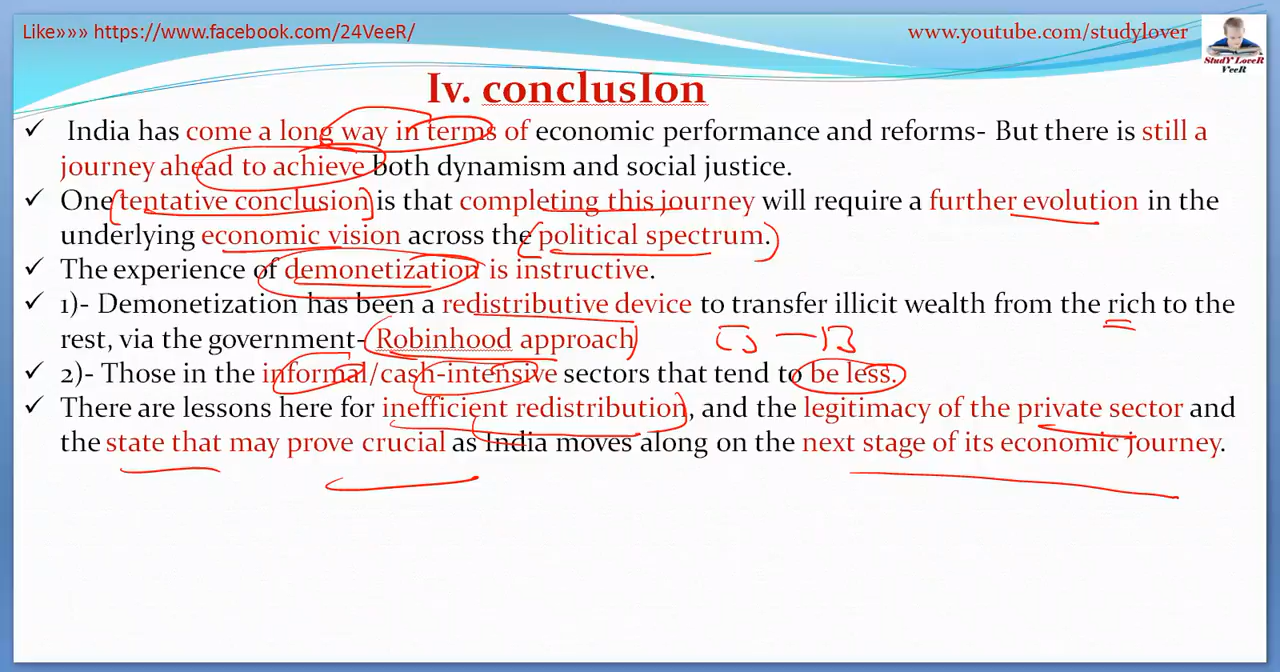 Like»»» https://www.facebook.com/24VeeR/
www.youtube.com/studylover
StudY LoveR
VeeR
Iv. conclusIon
✓ India has come a long way in terms of economic performance and reforms- But there is still a
journey ahead to achieve both dynamism and social justice.
✓ One tentative conclusion is that completing this journey will require a further evolution in the
underlying economic vision across the political spectrum.
✓ The experience of demonetization is instructive.
✓ 1)- Demonetization has been a redistributive device to transfer illicit wealth from the rich to the
rest, via the government- Robinhood approach
✓ 2)- Those in the informal/cash-intensive sectors that tend to be less.
✓ There are lessons here for inefficient redistribution, and the legitimacy of the private sector and
the state that may prove crucial as India moves along on the next stage of its economic journey.